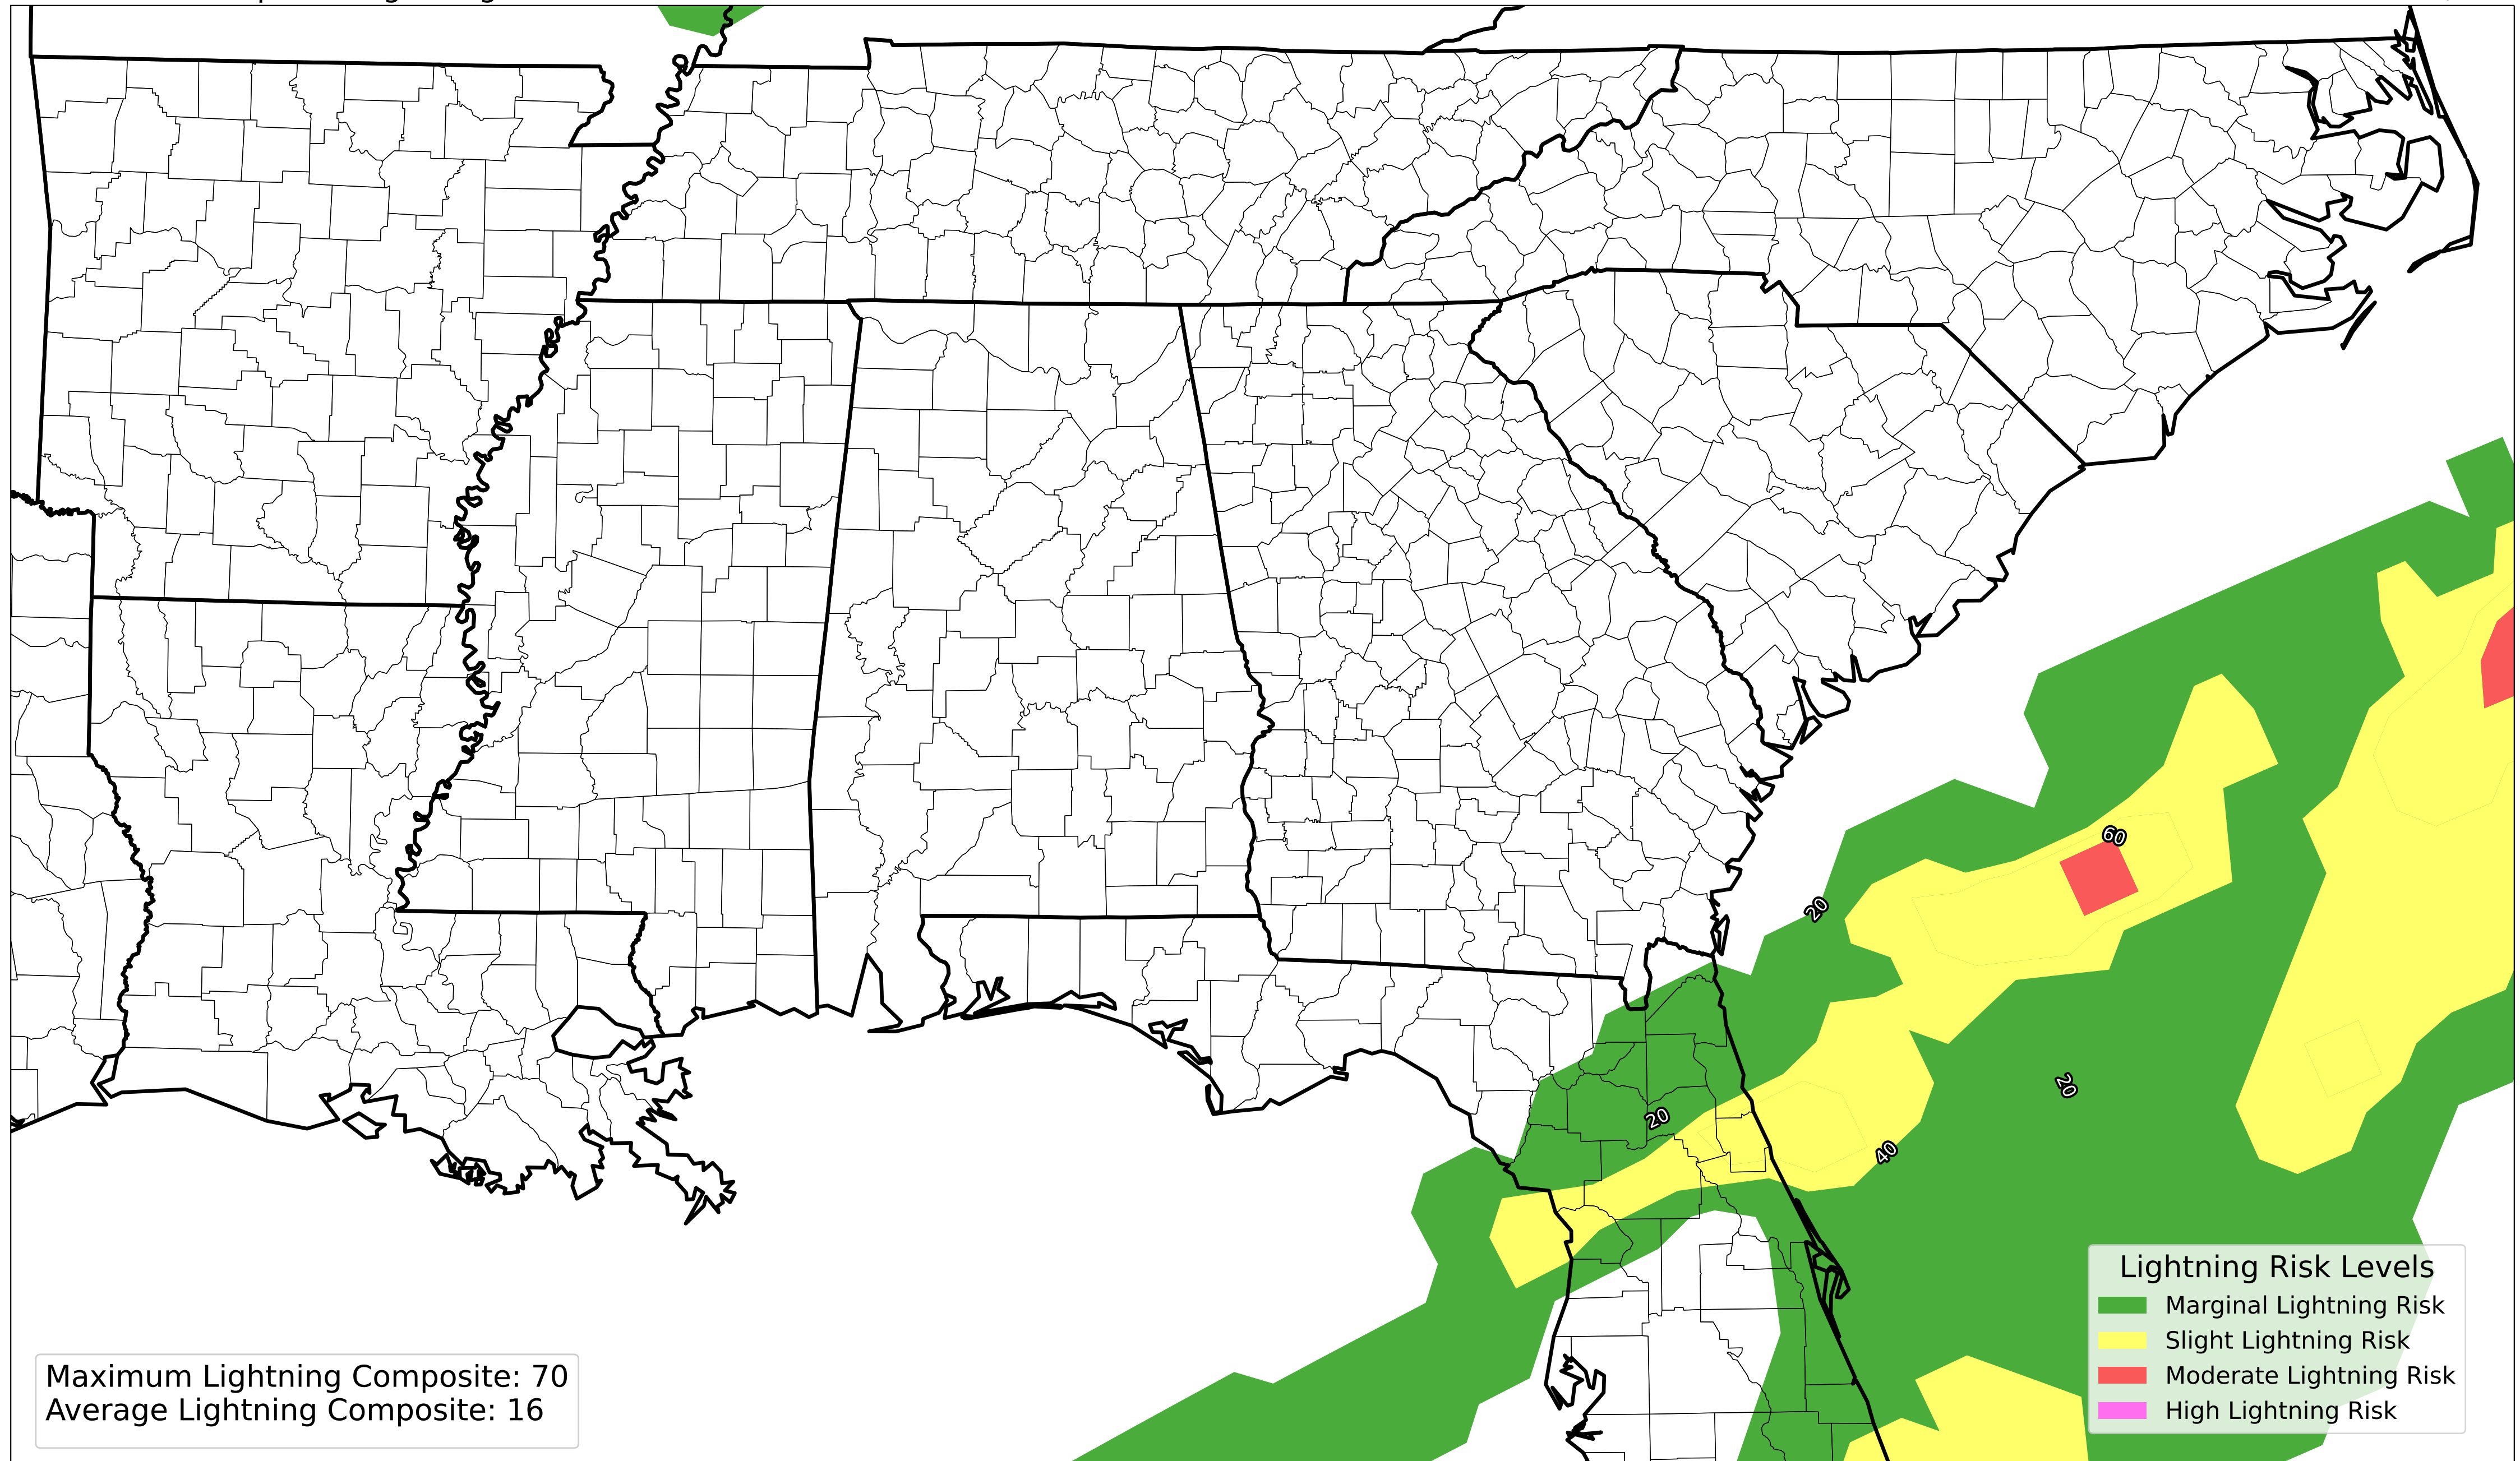 60
20
20
20
40
Lightning Risk Levels
Marginal Lightning Risk
Slight Lightning Risk
Moderate Lightning Risk
High Lightning Risk
Maximum Lightning Composite: 70
Average Lightning Composite: 16